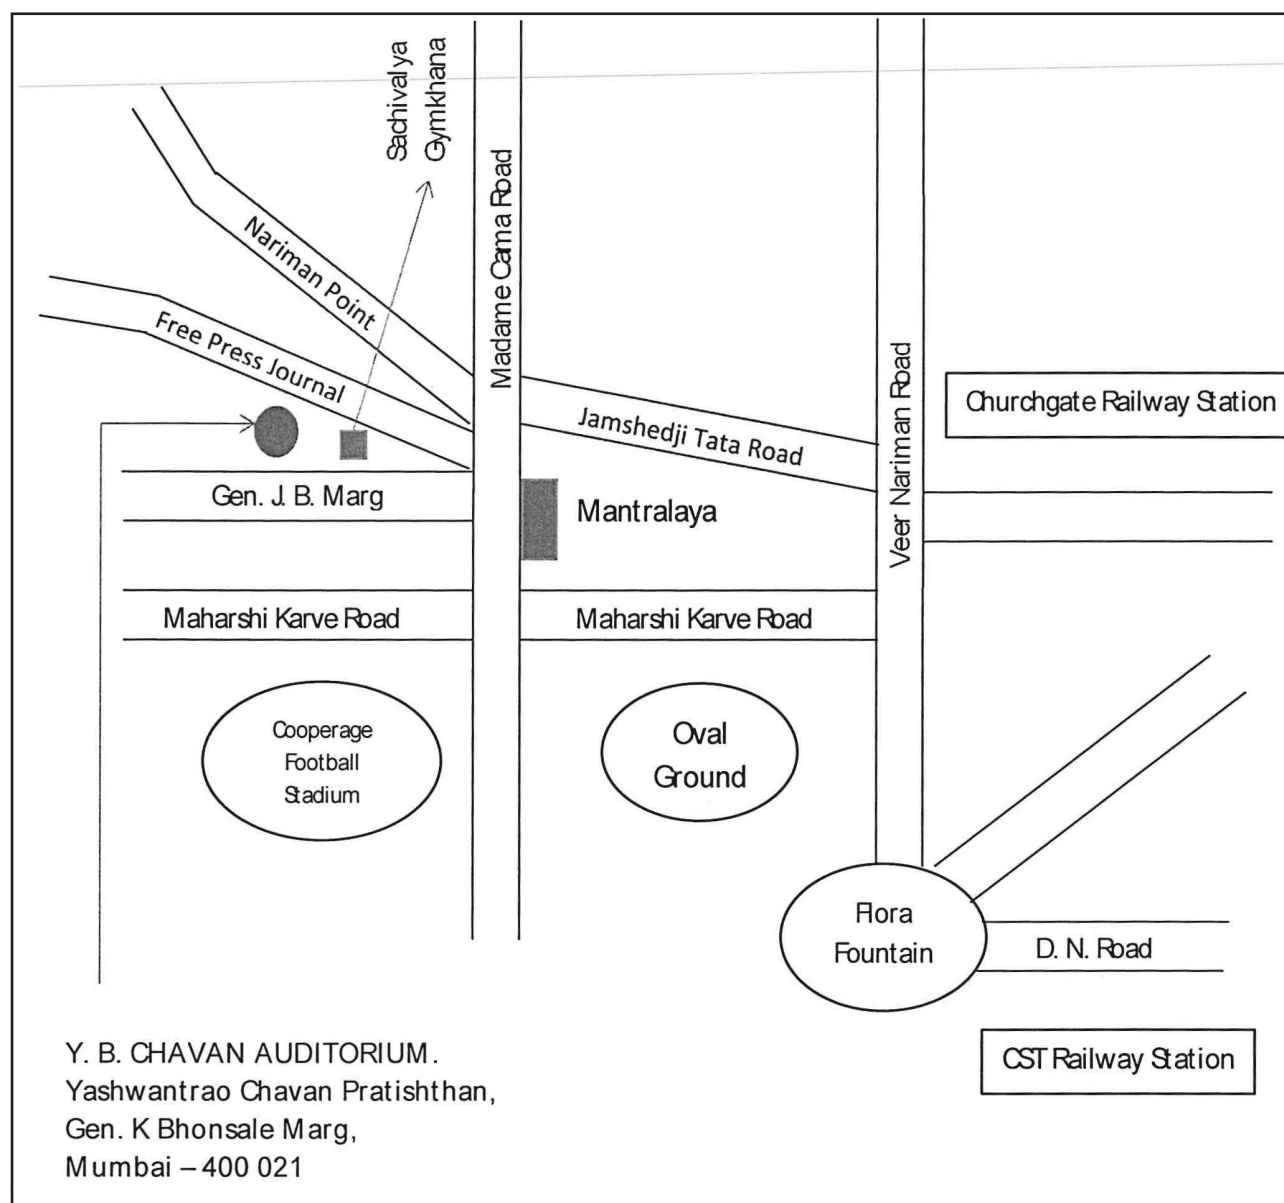 Sachivalya
Gymkhana
Madame Cama Road
Nariman Point
Free Press Journal
Jamshedji Tata Road
Veer Nariman Road
Churchgate Railway Station
Gen. J. B. Marg
Mantralaya
Maharshi Karve Road
Maharshi Karve Road
Cooperage
Football
Stadium
Oval
Ground
Flora
Fountain
D. N. Road
CST Railway Station
Y. B. CHAVAN AUDITORIUM.
Yashwantrao Chavan Pratishthan,
Gen. K Bhonsale Marg,
Mumbai – 400 021